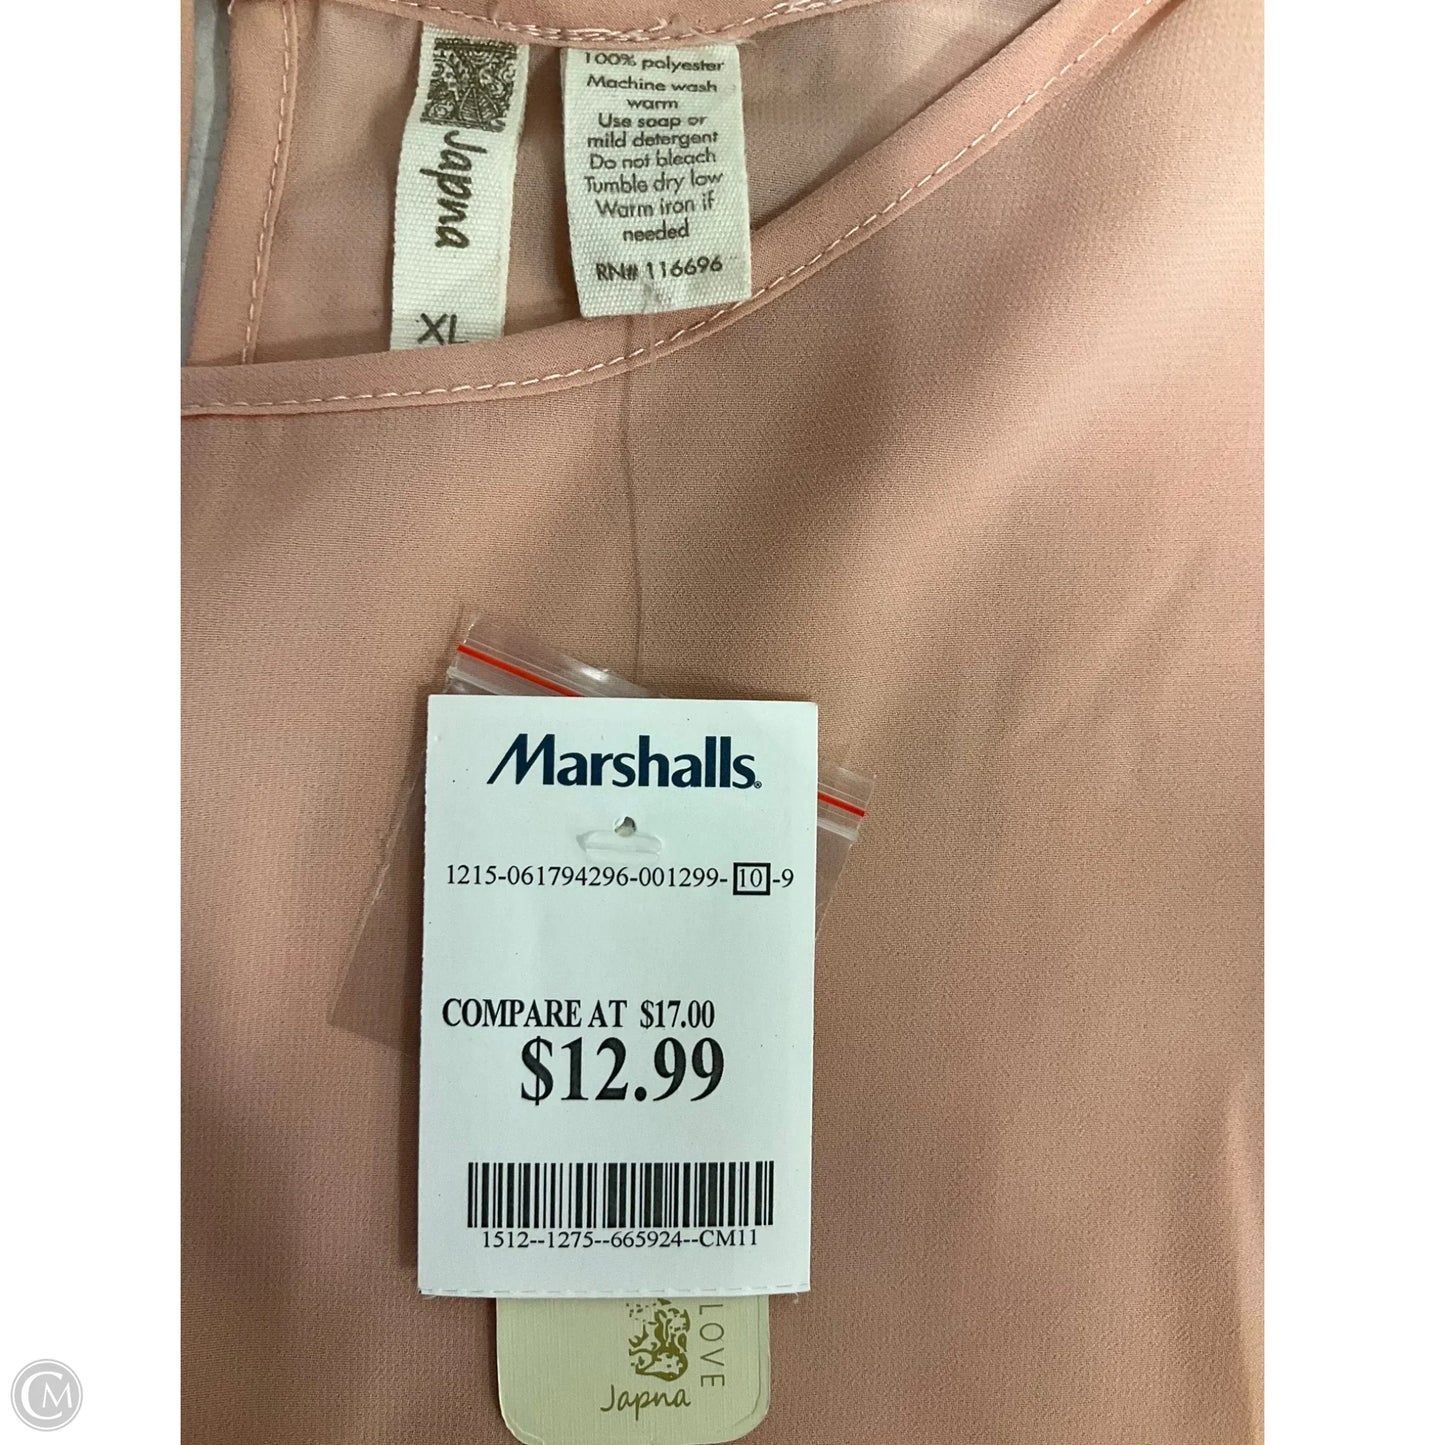 Japna
XL
100% polyester
Machine wash
warm
Use soap or
mild detergent
Do not bleach
Tumble dry low
Warm iron if
needed
RN# 116696
Marshalls.
1215-061794296-001299-10-9
COMPARE AT $17.00
$12.99
1512--1275--665924--CM11
LOVE
Japna
CM